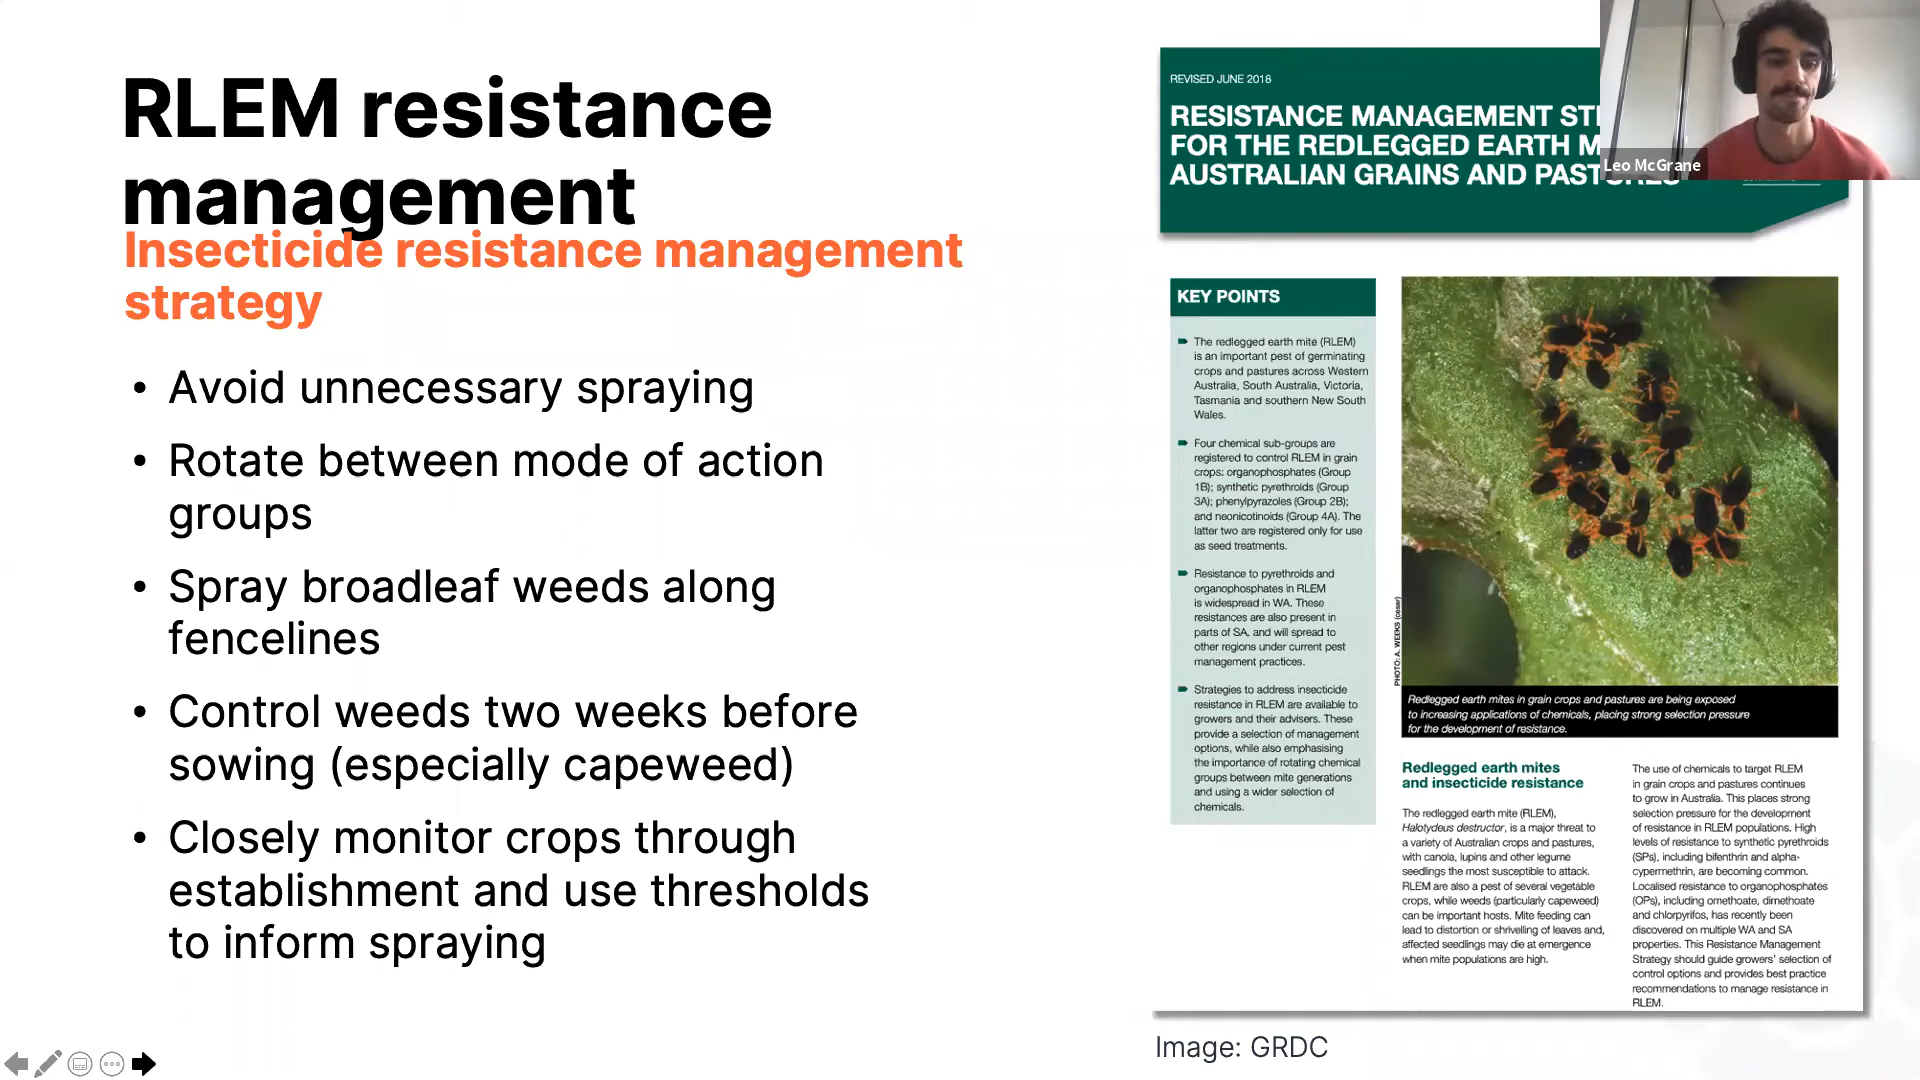 RLEM resistance
management
Insecticide resistance management
strategy
• Avoid unnecessary spraying
• Rotate between mode of action
groups
• Spray broadleaf weeds along
fencelines
• Control weeds two weeks before
sowing (especially capeweed)
• Closely monitor crops through
establishment and use thresholds
to inform spraying
REVISED JUNE 2018
RESISTANCE MANAGEMENT
FOR THE REDLEGGED EARTH
AUSTRALIAN GRAINS AND PASTURES
Leo McGrane
KEY POINTS
The redlegged earth mite (RLEM)
is an important pest of germinating
crops and pastures across Western
Australia, South Australia, Victoria,
Tasmania and southern New South
Wales.
Four chemical sub-groups are
registered to control RLEM in grain
crops: organophosphates (Group
1B); synthetic pyrethroids (Group
3A); phenylpyrazoles (Group 2B);
and neonicotinoids (Group 4A). The
latter two are registered only for use
as seed treatments.
Resistance to pyrethroids and
organophosphates in RLEM
is widespread in WA. These
resistances are also present in
parts of SA, and will spread to
other regions under current pest
management practices.
Strategies to address insecticide
resistance in RLEM are available to
growers and their advisers. These
provide a selection of management
options, while also emphasising
the importance of rotating chemical
groups between mite generations
and using a wider selection of
chemicals.
PHOTO: A. WEEKS (cesar)
Redlegged earth mites in grain crops and pastures are being exposed
to increasing applications of chemicals, placing strong selection pressure
for the development of resistance.
Redlegged earth mites
and insecticide resistance
The redlegged earth mite (RLEM),
Halotydeus destructor, is a major threat to
a variety of Australian crops and pastures,
with canola, lupins and other legume
seedlings the most susceptible to attack.
RLEM are also a pest of several vegetable
crops, while weeds (particularly capeweed)
can be important hosts. Mite feeding can
lead to distortion or shrivelling of leaves and,
affected seedlings may die at emergence
when mite populations are high.
The use of chemicals to target RLEM
in grain crops and pastures continues
to grow in Australia. This places strong
selection pressure for the development
of resistance in RLEM populations. High
levels of resistance to synthetic pyrethroids
(SPs), including bifenthrin and alpha-
cypermethrin, are becoming common.
Localised resistance to organophosphates
(OPs), including omethoate, dimethoate
and chlorpyrifos, has recently been
discovered on multiple WA and SA
properties. This Resistance Management
Strategy should guide growers' selection of
control options and provides best practice
recommendations to manage resistance in
RLEM.
Image: GRDC